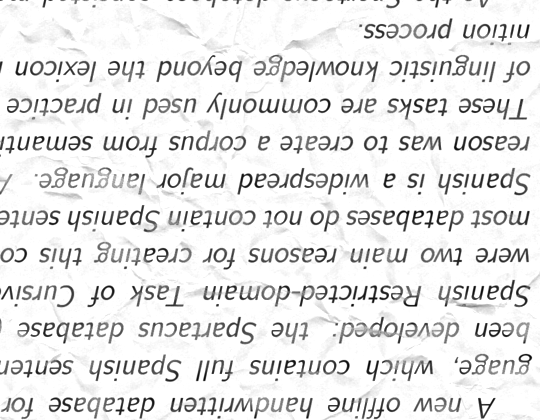 A new offline handwritten database for
guage, which contains full Spanish senten
been developed: the Spartacus database (
Spanish Restricted-domain Task of Cursiv
were two main reasons for creating this co
most databases do not contain Spanish sente
Spanish is a widespread major language. A
reason was to create a corpus from semanti
These tasks are commonly used in practice
of linguistic knowledge beyond the lexicon
nition process.
As the Spartacus database consisted